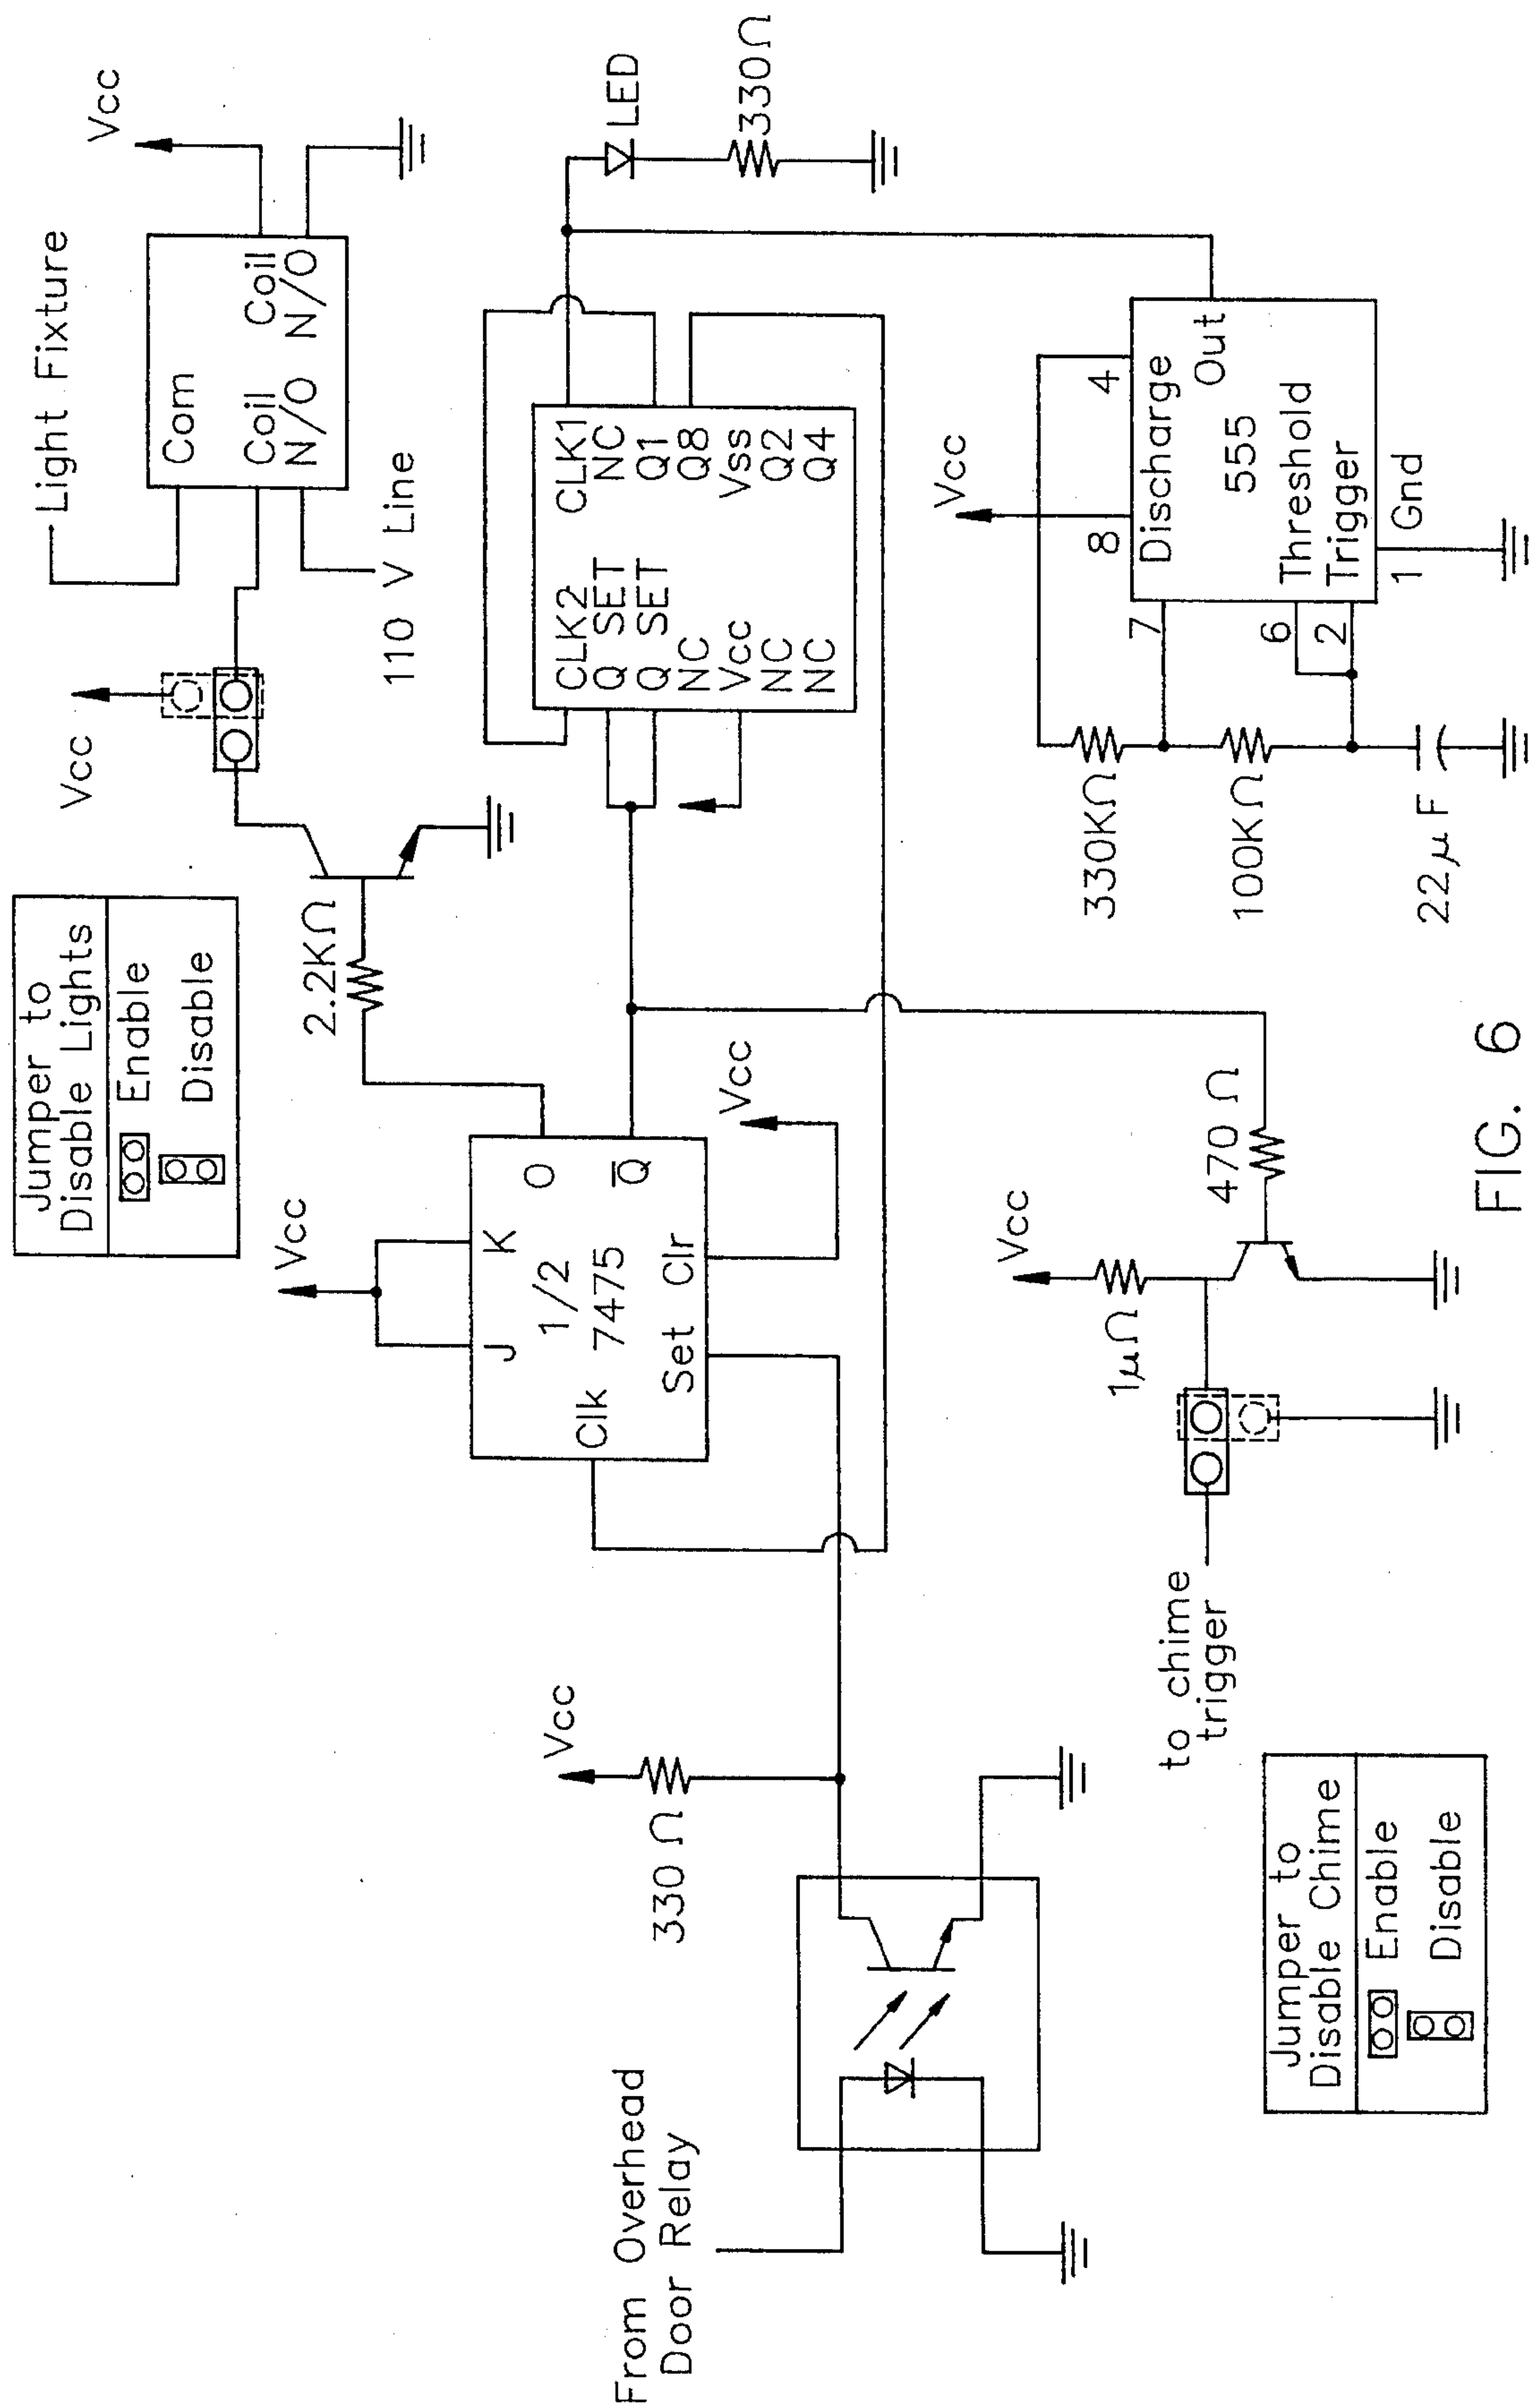 From Overhead
Door Relay
330 Ω
Vcc
Jumper to
Disable Lights
Enable
Disable
Vcc
J
K
1/2
7475
O
Q̅
Clk
Set
Clr
Vcc
2.2KΩ
Vcc
Light Fixture
Com
Coil
N/O
Coil
N/O
Vcc
110 V Line
CLK2
Q SET
Q SET
NC
Vcc
NC
NC
CLK1
NC
Q1
Q8
Vss
Q2
Q4
LED
330Ω
Vcc
8
4
7
Discharge
Out
555
6
Threshold
2
Trigger
1
Gnd
330KΩ
100KΩ
22μF
Vcc
1μΩ
470 Ω
to chime
trigger
Jumper to
Disable Chime
Enable
Disable
FIG. 6